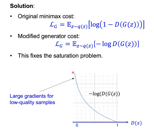 Solution:
• Original minimax cost:
ℒ_G = 𝔼_{z~q(z)}[log(1 − D(G(z)))]
• Modified generator cost:
ℒ_G = 𝔼_{z~q(z)}[−log D(G(z))]
• This fixes the saturation problem.
Large gradients for
low-quality samples
−log(D(x))
0
1
D(x)